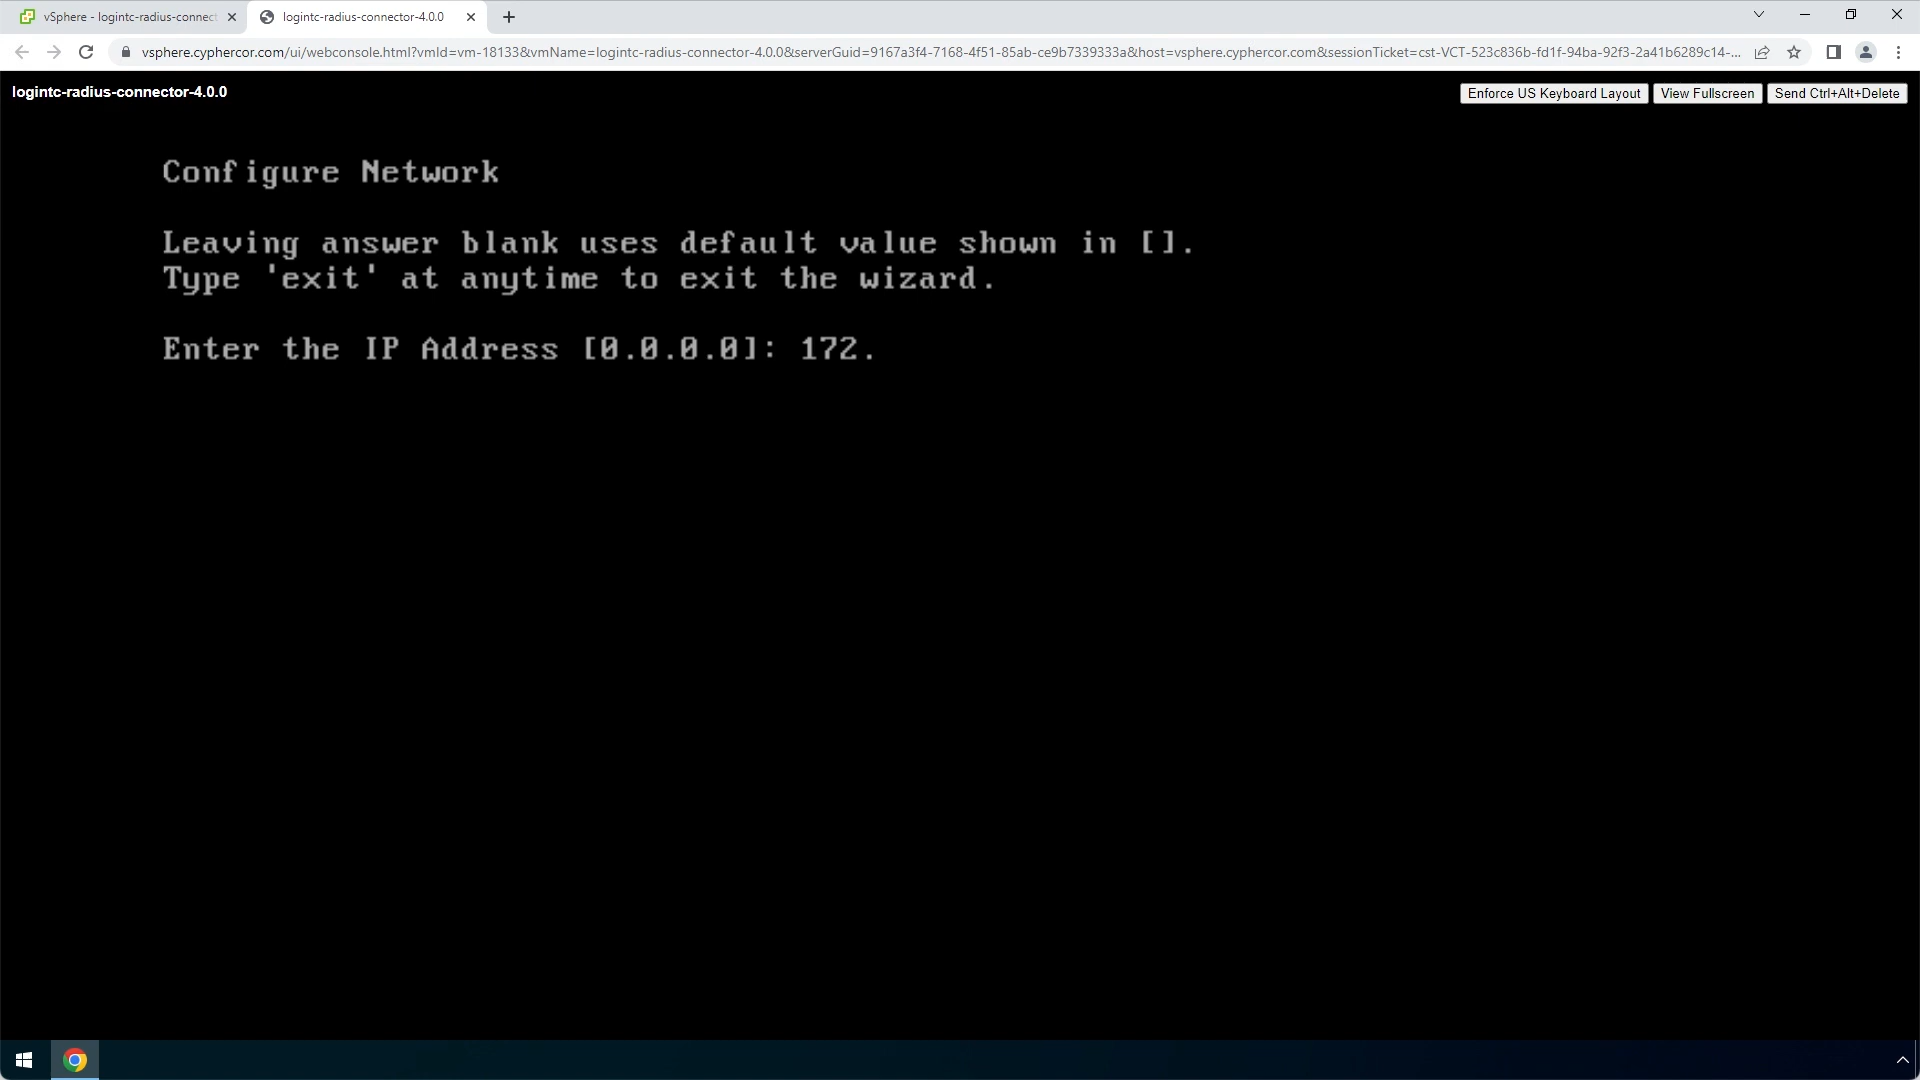 vSphere - logintc-radius-connect
logintc-radius-connector-4.0.0
vsphere.cyphercor.com/ui/webconsole.html?vmId=vm-18133&vmName=logintc-radius-connector-4.0.0&serverGuid=9167a3f4-7168-4f51-85ab-ce9b7339333a&host=vsphere.cyphercor.com&sessionTicket=cst-VCT-523c836b-fd1f-94ba-92f3-2a41b6289c14-...
logintc-radius-connector-4.0.0
Enforce US Keyboard Layout
View Fullscreen
Send Ctrl+Alt+Delete
Configure Network
Leaving answer blank uses default value shown in [].
Type 'exit' at anytime to exit the wizard.
Enter the IP Address [0.0.0.0]: 172.